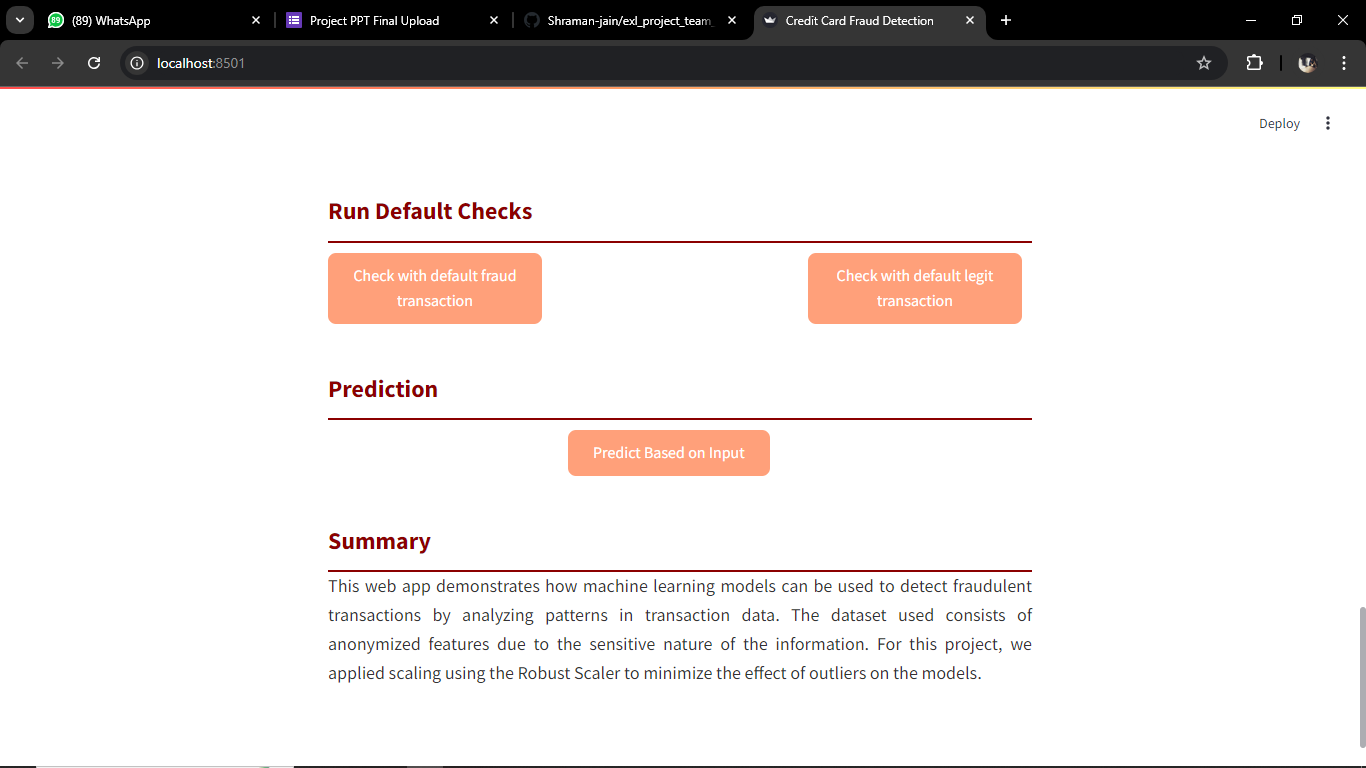 89
(89) WhatsApp
Project PPT Final Upload
Shraman-jain/exl_project_team_
Credit Card Fraud Detection
localhost:8501
Deploy
Run Default Checks
Check with default fraud
transaction
Check with default legit
transaction
Prediction
Predict Based on Input
Summary
This web app demonstrates how machine learning models can be used to detect fraudulent
transactions by analyzing patterns in transaction data. The dataset used consists of
anonymized features due to the sensitive nature of the information. For this project, we
applied scaling using the Robust Scaler to minimize the effect of outliers on the models.